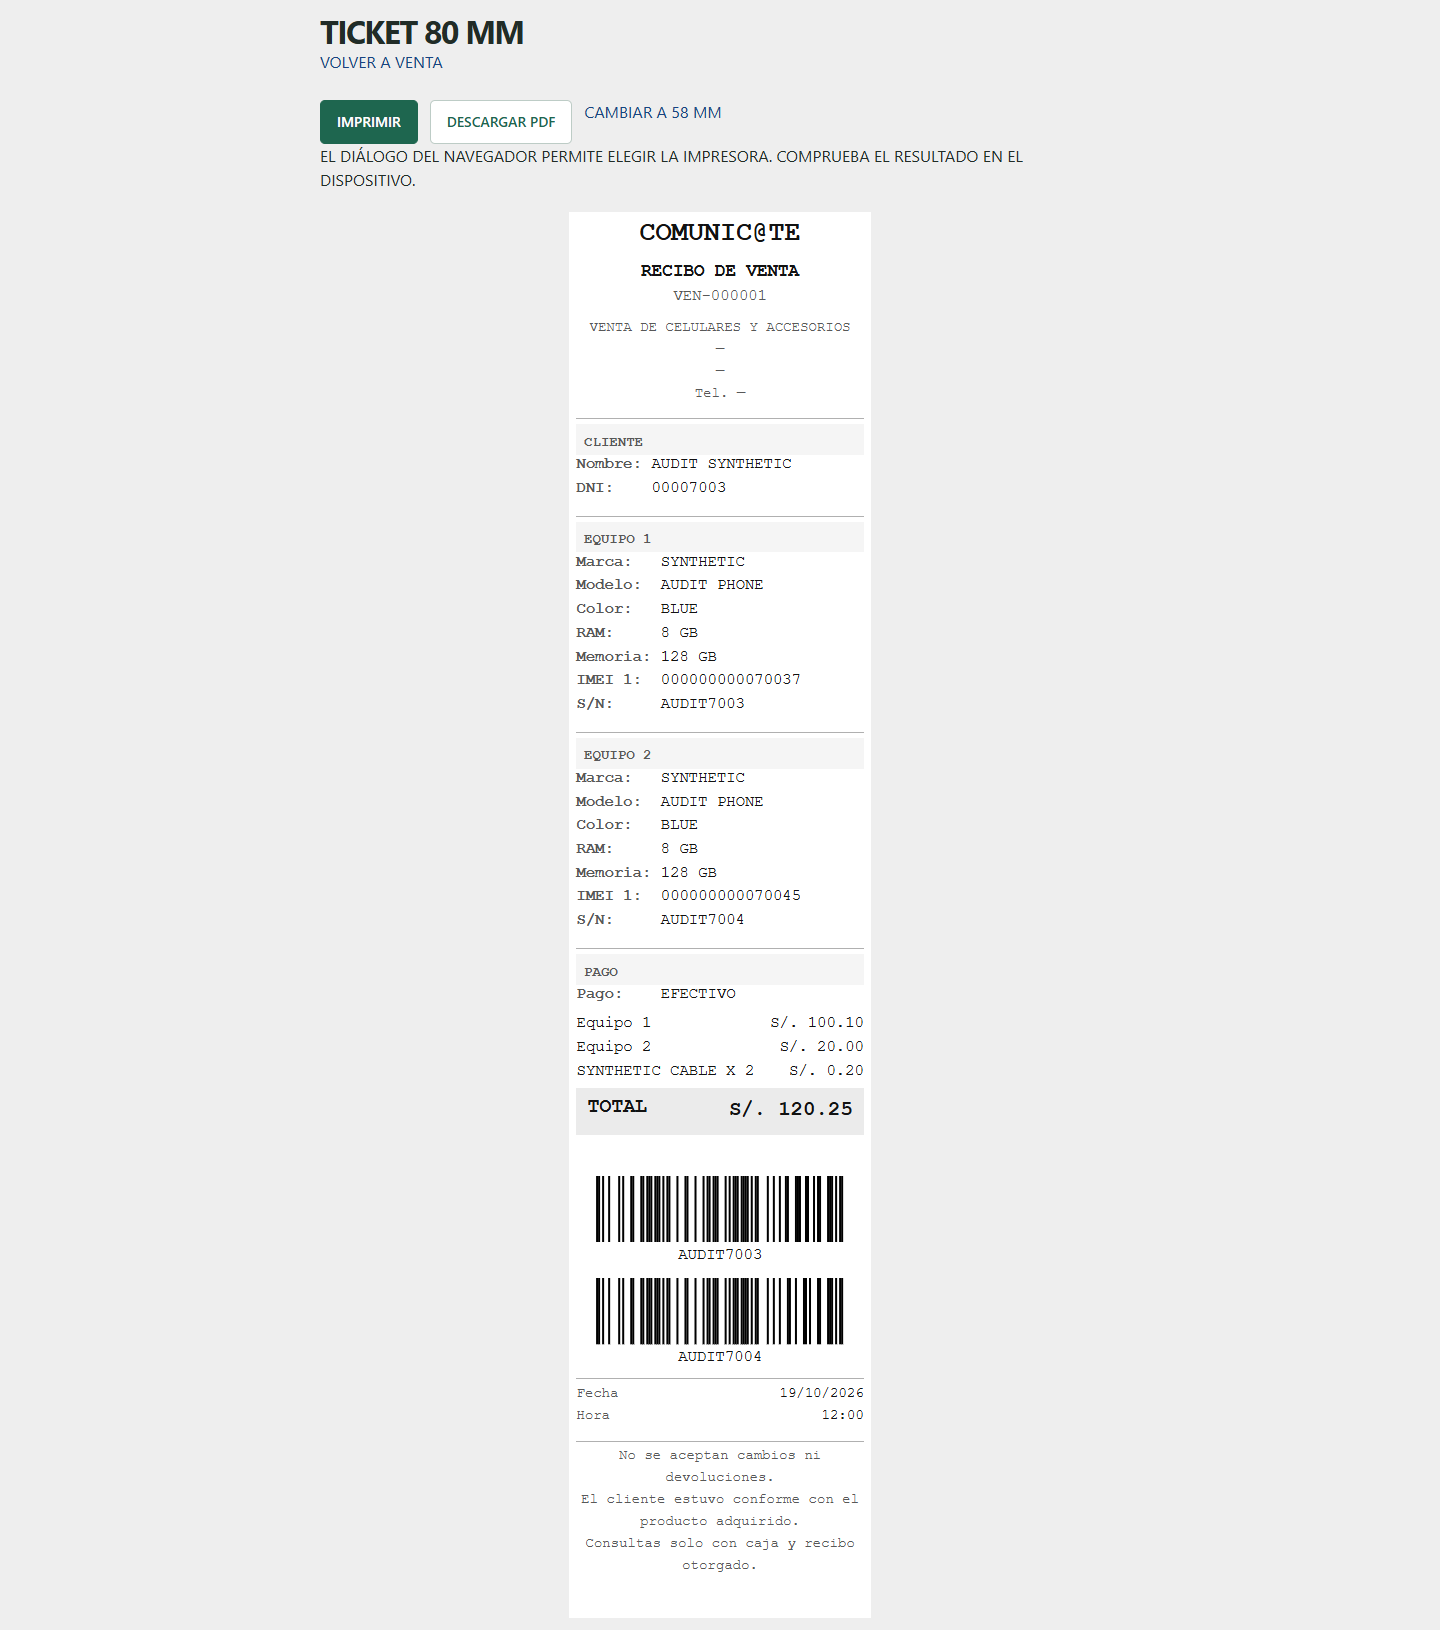 TICKET 80 MM
VOLVER A VENTA
IMPRIMIR DESCARGAR PDF CAMBIAR A 58 MM
EL DIÁLOGO DEL NAVEGADOR PERMITE ELEGIR LA IMPRESORA. COMPRUEBA EL RESULTADO EN EL
DISPOSITIVO.
COMUNIC@TE
RECIBO DE VENTA
VEN-000001
VENTA DE CELULARES Y ACCESORIOS
—
—
Tel. —
CLIENTE
Nombre: AUDIT SYNTHETIC
DNI: 00007003
EQUIPO 1
Marca: SYNTHETIC
Modelo: AUDIT PHONE
Color: BLUE
RAM: 8 GB
Memoria: 128 GB
IMEI 1: 000000000070037
S/N: AUDIT7003
EQUIPO 2
Marca: SYNTHETIC
Modelo: AUDIT PHONE
Color: BLUE
RAM: 8 GB
Memoria: 128 GB
IMEI 1: 000000000070045
S/N: AUDIT7004
PAGO
Pago: EFECTIVO
Equipo 1 S/. 100.10
Equipo 2 S/. 20.00
SYNTHETIC CABLE X 2 S/. 0.20
TOTAL S/. 120.25
AUDIT7003
AUDIT7004
Fecha 19/10/2026
Hora 12:00
No se aceptan cambios ni
devoluciones.
El cliente estuvo conforme con el
producto adquirido.
Consultas solo con caja y recibo
otorgado.